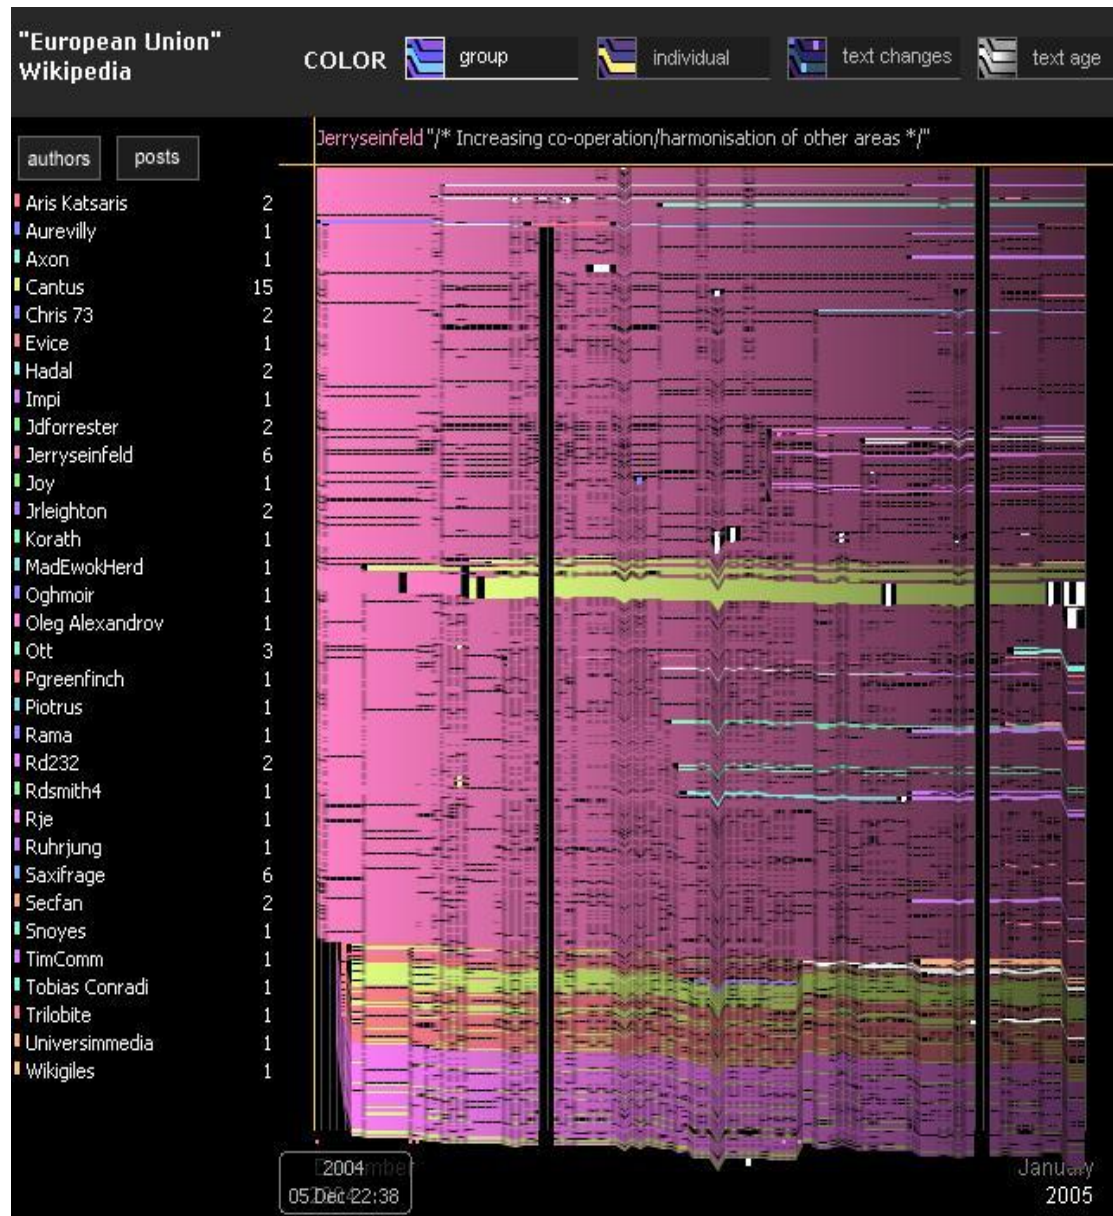 "European Union"
Wikipedia
COLOR group individual text changes text age
Jerryseinfeld "/* Increasing co-operation/harmonisation of other areas */"
authors posts
Aris Katsaris 2
Aurevilly 1
Axon 1
Cantus 15
Chris 73 2
Evice 1
Hadal 2
Impi 1
Jdforrester 2
Jerryseinfeld 6
Joy 1
Jrleighton 2
Korath 1
MadEwokHerd 1
Oghmoir 1
Oleg Alexandrov 1
Ott 3
Pgreenfinch 1
Piotrus 1
Rama 1
Rd232 2
Rdsmith4 1
Rje 1
Ruhrjung 1
Saxifrage 6
Secfan 2
Snoyes 1
TimComm 1
Tobias Conradi 1
Trilobite 1
Universimmedia 1
Wikigiles 1
2004
05 Dec 22:38
January
2005